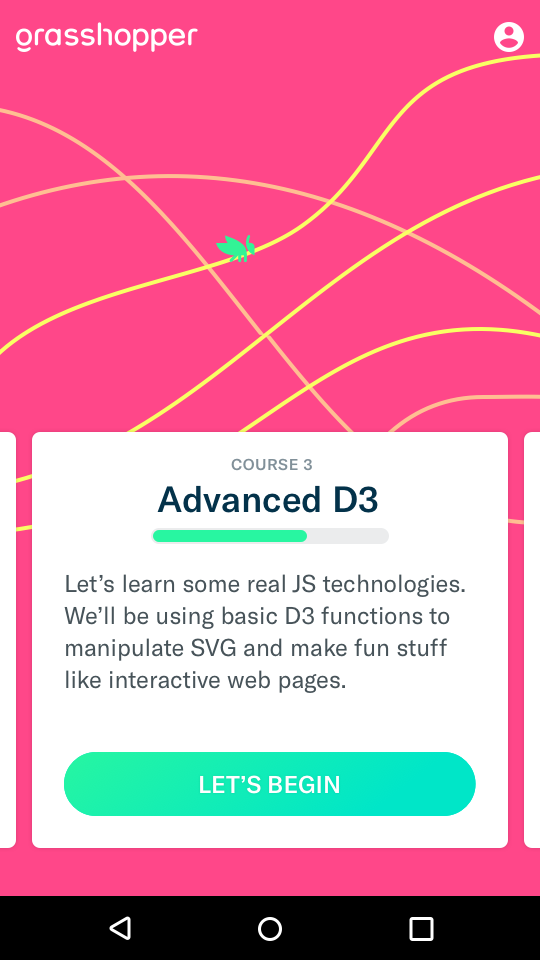 grasshopper
COURSE 3
Advanced D3
Let’s learn some real JS technologies.
We’ll be using basic D3 functions to
manipulate SVG and make fun stuff
like interactive web pages.
LET’S BEGIN